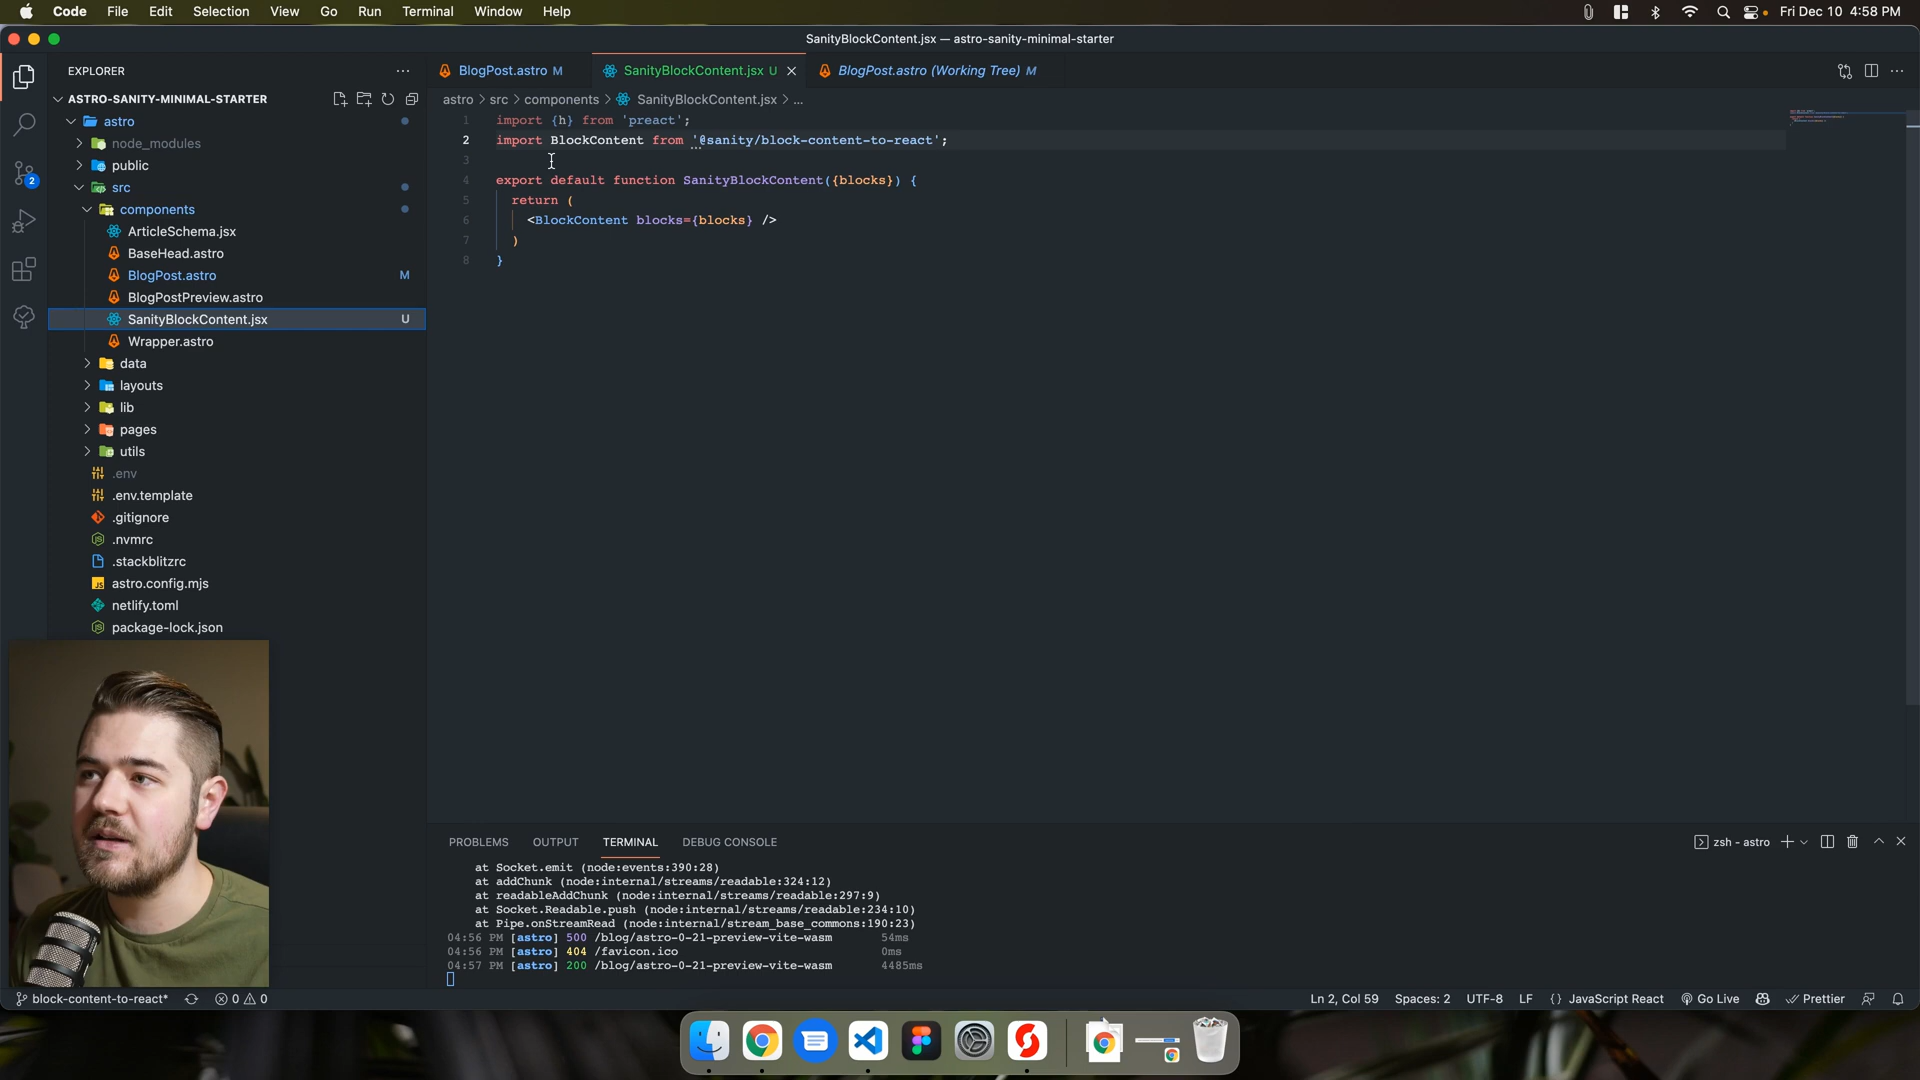 Code File Edit Selection View Go Run Terminal Window Help Fri Dec 10 4:58 PM
SanityBlockContent.jsx — astro-sanity-minimal-starter
EXPLORER
BlogPost.astro M
SanityBlockContent.jsx U
BlogPost.astro (Working Tree) M
ASTRO-SANITY-MINIMAL-STARTER
astro > src > components > SanityBlockContent.jsx > ...
astro
node_modules
public
src
components
ArticleSchema.jsx
BaseHead.astro
BlogPost.astro M
BlogPostPreview.astro
SanityBlockContent.jsx U
Wrapper.astro
data
layouts
lib
pages
utils
.env
.env.template
.gitignore
.nvmrc
.stackblitzrc
astro.config.mjs
netlify.toml
package-lock.json
1 import {h} from 'preact';
2 import BlockContent from '@sanity/block-content-to-react';
3
4 export default function SanityBlockContent({blocks}) {
5 return (
6 <BlockContent blocks={blocks} />
7 )
8 }
PROBLEMS OUTPUT TERMINAL DEBUG CONSOLE zsh - astro
at Socket.emit (node:events:390:28)
at addChunk (node:internal/streams/readable:324:12)
at readableAddChunk (node:internal/streams/readable:297:9)
at Socket.Readable.push (node:internal/streams/readable:234:10)
at Pipe.onStreamRead (node:internal/stream_base_commons:190:23)
04:56 PM [astro] 500 /blog/astro-0-21-preview-vite-wasm 54ms
04:56 PM [astro] 404 /favicon.ico 0ms
04:57 PM [astro] 200 /blog/astro-0-21-preview-vite-wasm 4485ms
block-content-to-react* 0 0 Ln 2, Col 59 Spaces: 2 UTF-8 LF {} JavaScript React Go Live Prettier
2